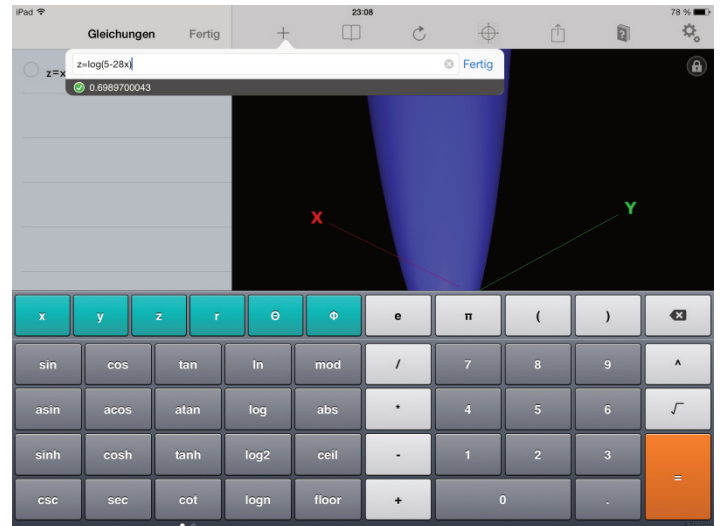 iPad 23:08 78 %
Gleichungen Fertig +
z=x
z=log(5-28x) Fertig
0.6989700043
X Y
x y z r Θ Φ e π ( )
sin cos tan ln mod / 7 8 9 ^
asin acos atan log abs * 4 5 6 √
sinh cosh tanh log2 ceil - 1 2 3
csc sec cot logn floor + 0 . =